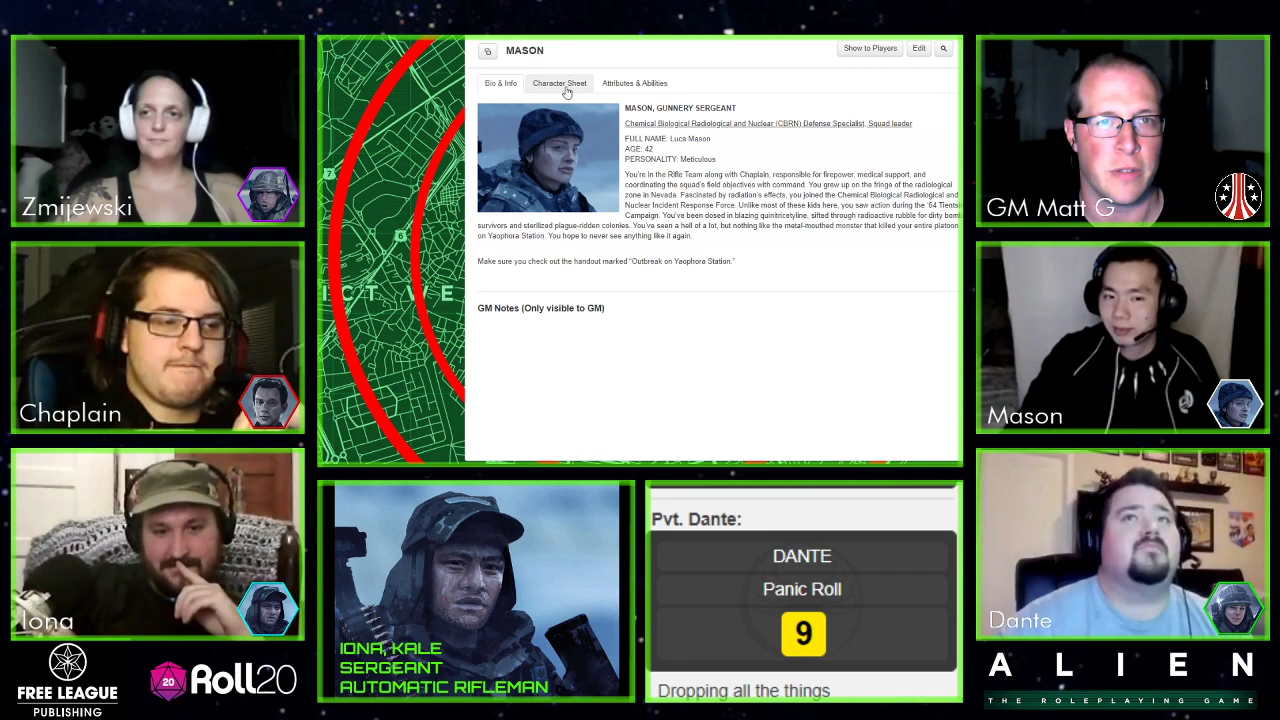 Zmijewski
Chaplain
Iona
FREE LEAGUE
PUBLISHING
20
Roll20
7
6
ICT WE
MASON
Show to Players
Edit
Bio & Info
Character Sheet
Attributes & Abilities
MASON, GUNNERY SERGEANT
Chemical Biological Radiological and Nuclear (CBRN) Defense Specialist, Squad leader
FULL NAME: Luca Mason
AGE: 42
PERSONALITY: Meticulous
You're in the Rifle Team along with Chaplain, responsible for firepower, medical support, and
coordinating the squad's field objectives with command. You grew up on the fringe of the radiological
zone in Nevada. Fascinated by radiation's effects, you joined the Chemical Biological Radiological and
Nuclear Incident Response Force. Unlike most of these kids here, you saw action during the '64 Tientsin
Campaign. You've been dosed in blazing quinitricetyline, sifted through radioactive rubble for dirty bomb
survivors and sterilized plague-ridden colonies. You've seen a hell of a lot, but nothing like the metal-mouthed monster that killed your entire platoon
on Yaophora Station. You hope to never see anything like it again.
Make sure you check out the handout marked "Outbreak on Yaophora Station."
GM Notes (Only visible to GM)
IONA, KALE
SERGEANT
AUTOMATIC RIFLEMAN
Pvt. Dante:
DANTE
Panic Roll
9
Dropping all the things
GM Matt G
Mason
Dante
ALIEN
THE ROLEPLAYING GAME